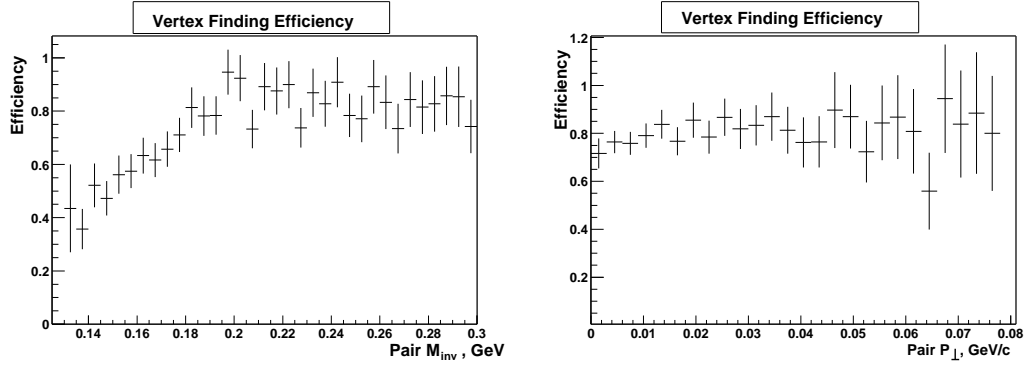 Vertex Finding Efficiency
Efficiency
1
0.8
0.6
0.4
0.2
0
0.14 0.16 0.18 0.2 0.22 0.24 0.26 0.28 0.3
Pair M_inv , GeV
Vertex Finding Efficiency
Efficiency
1.2
1
0.8
0.6
0.4
0.2
0 0.01 0.02 0.03 0.04 0.05 0.06 0.07 0.08
Pair P⊥, GeV/c